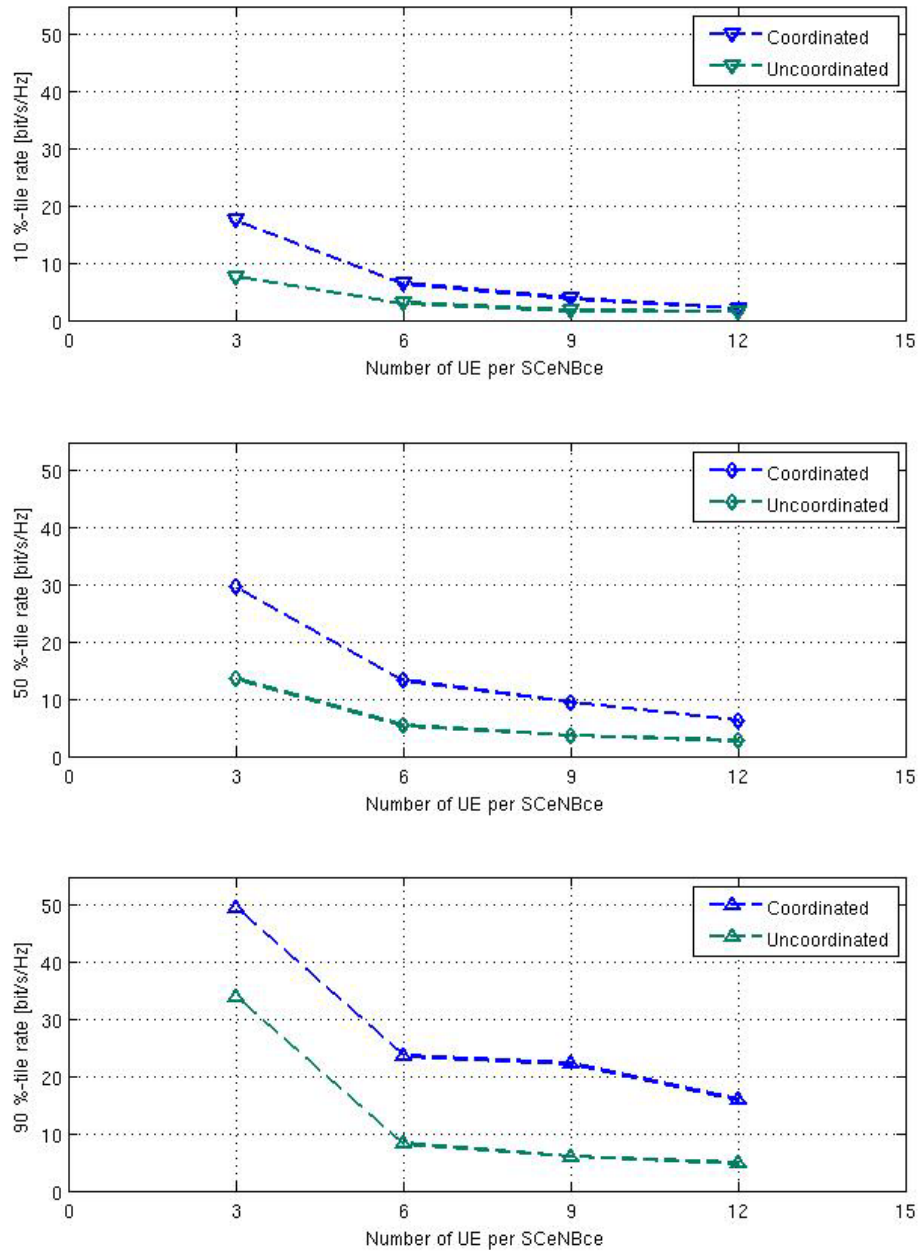 10 %-tile rate [bit/s/Hz]
50
40
30
20
10
0
Coordinated
Uncoordinated
0 3 6 9 12 15
Number of UE per SCeNBce
50 %-tile rate [bit/s/Hz]
50
40
30
20
10
0
Coordinated
Uncoordinated
0 3 6 9 12 15
Number of UE per SCeNBce
90 %-tile rate [bit/s/Hz]
50
40
30
20
10
0
Coordinated
Uncoordinated
0 3 6 9 12 15
Number of UE per SCeNBce